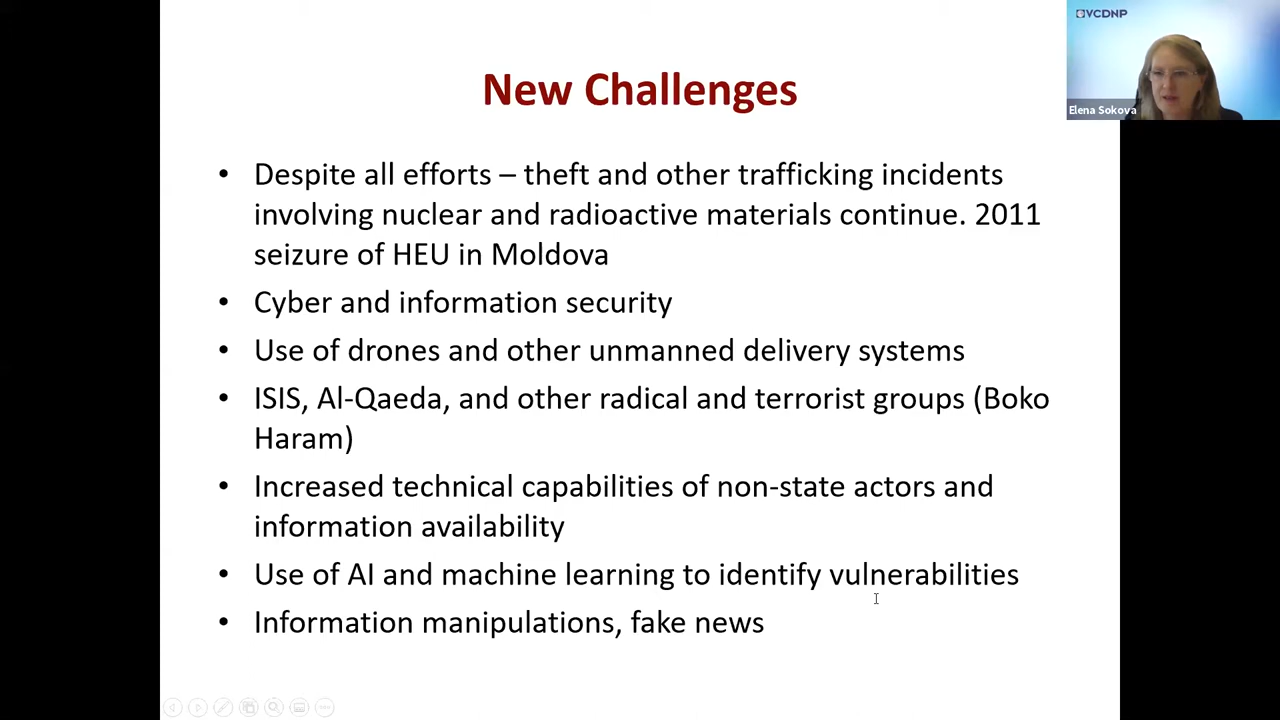 VCDNP
Elena Sokova
New Challenges
• Despite all efforts – theft and other trafficking incidents
involving nuclear and radioactive materials continue. 2011
seizure of HEU in Moldova
• Cyber and information security
• Use of drones and other unmanned delivery systems
• ISIS, Al-Qaeda, and other radical and terrorist groups (Boko
Haram)
• Increased technical capabilities of non-state actors and
information availability
• Use of AI and machine learning to identify vulnerabilities
• Information manipulations, fake news